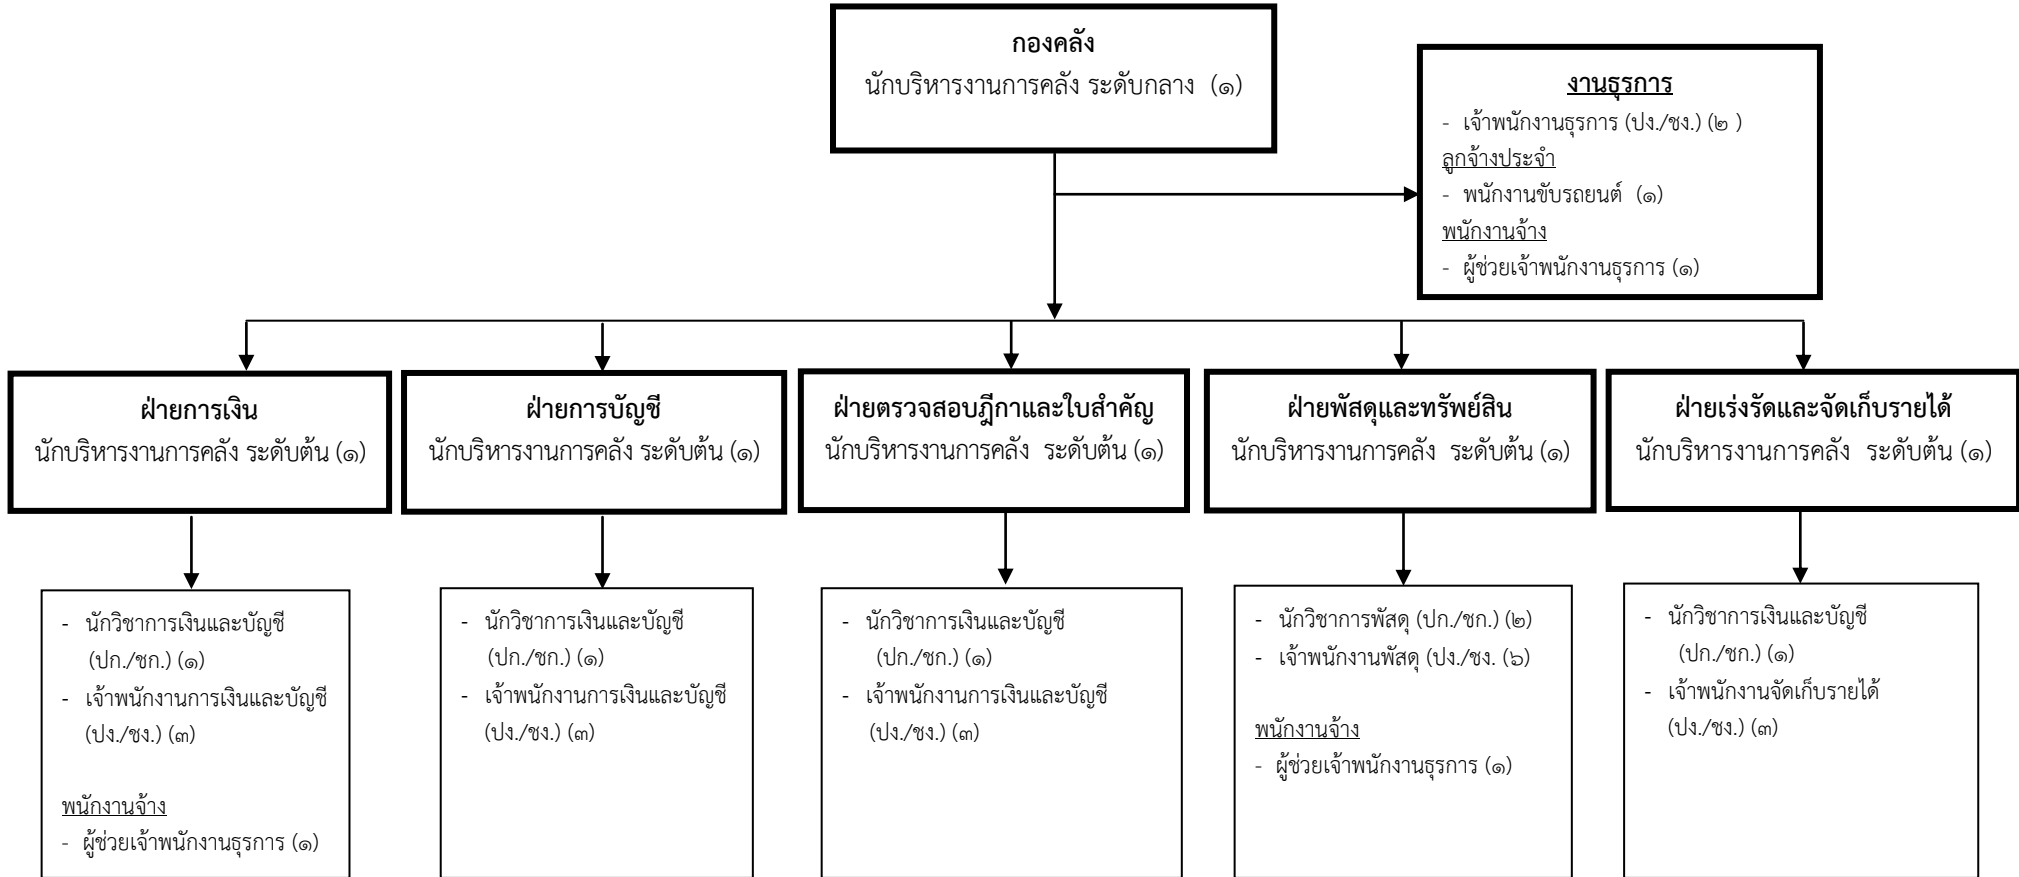 กองคลัง
นักบริหารงานการคลัง ระดับกลาง (๑)
งานธุรการ
- เจ้าพนักงานธุรการ (ปง./ชง.) (๒ )
ลูกจ้างประจำ
- พนักงานขับรถยนต์ (๑)
พนักงานจ้าง
- ผู้ช่วยเจ้าพนักงานธุรการ (๑)
ฝ่ายการเงิน
นักบริหารงานการคลัง ระดับต้น (๑)
ฝ่ายการบัญชี
นักบริหารงานการคลัง ระดับต้น (๑)
ฝ่ายตรวจสอบฎีกาและใบสำคัญ
นักบริหารงานการคลัง ระดับต้น (๑)
ฝ่ายพัสดุและทรัพย์สิน
นักบริหารงานการคลัง ระดับต้น (๑)
ฝ่ายเร่งรัดและจัดเก็บรายได้
นักบริหารงานการคลัง ระดับต้น (๑)
- นักวิชาการเงินและบัญชี
(ปก./ชก.) (๑)
- เจ้าพนักงานการเงินและบัญชี
(ปง./ชง.) (๓)
พนักงานจ้าง
- ผู้ช่วยเจ้าพนักงานธุรการ (๑)
- นักวิชาการเงินและบัญชี
(ปก./ชก.) (๑)
- เจ้าพนักงานการเงินและบัญชี
(ปง./ชง.) (๓)
- นักวิชาการเงินและบัญชี
(ปก./ชก.) (๑)
- เจ้าพนักงานการเงินและบัญชี
(ปง./ชง.) (๓)
- นักวิชาการพัสดุ (ปก./ชก.) (๒)
- เจ้าพนักงานพัสดุ (ปง./ชง. (๖)
พนักงานจ้าง
- ผู้ช่วยเจ้าพนักงานธุรการ (๑)
- นักวิชาการเงินและบัญชี
(ปก./ชก.) (๑)
- เจ้าพนักงานจัดเก็บรายได้
(ปง./ชง.) (๓)